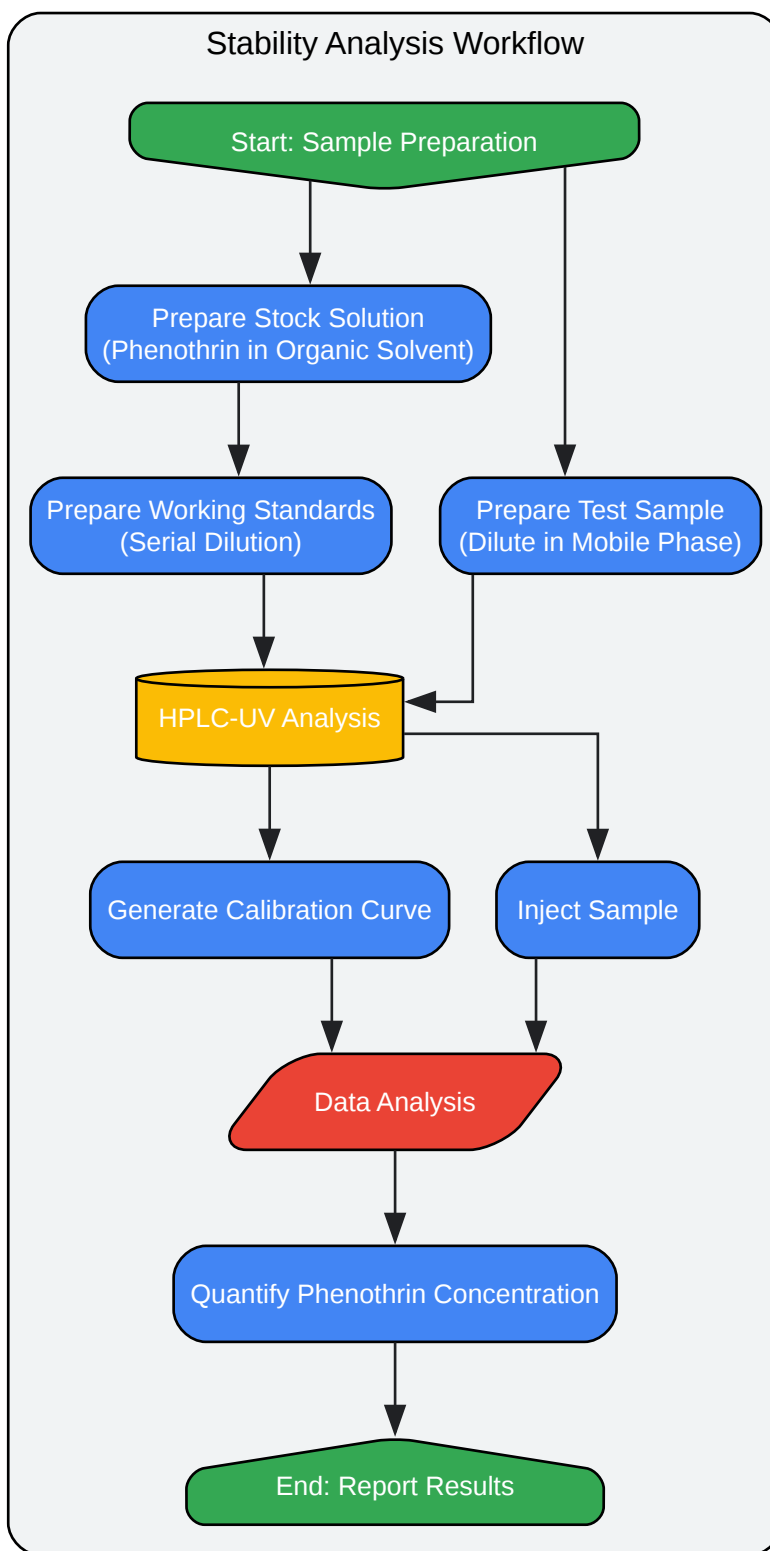 Stability Analysis Workflow
Start: Sample Preparation
Prepare Stock Solution
(Phenothrin in Organic Solvent)
Prepare Working Standards
(Serial Dilution)
Prepare Test Sample
(Dilute in Mobile Phase)
HPLC-UV Analysis
Generate Calibration Curve
Inject Sample
Data Analysis
Quantify Phenothrin Concentration
End: Report Results